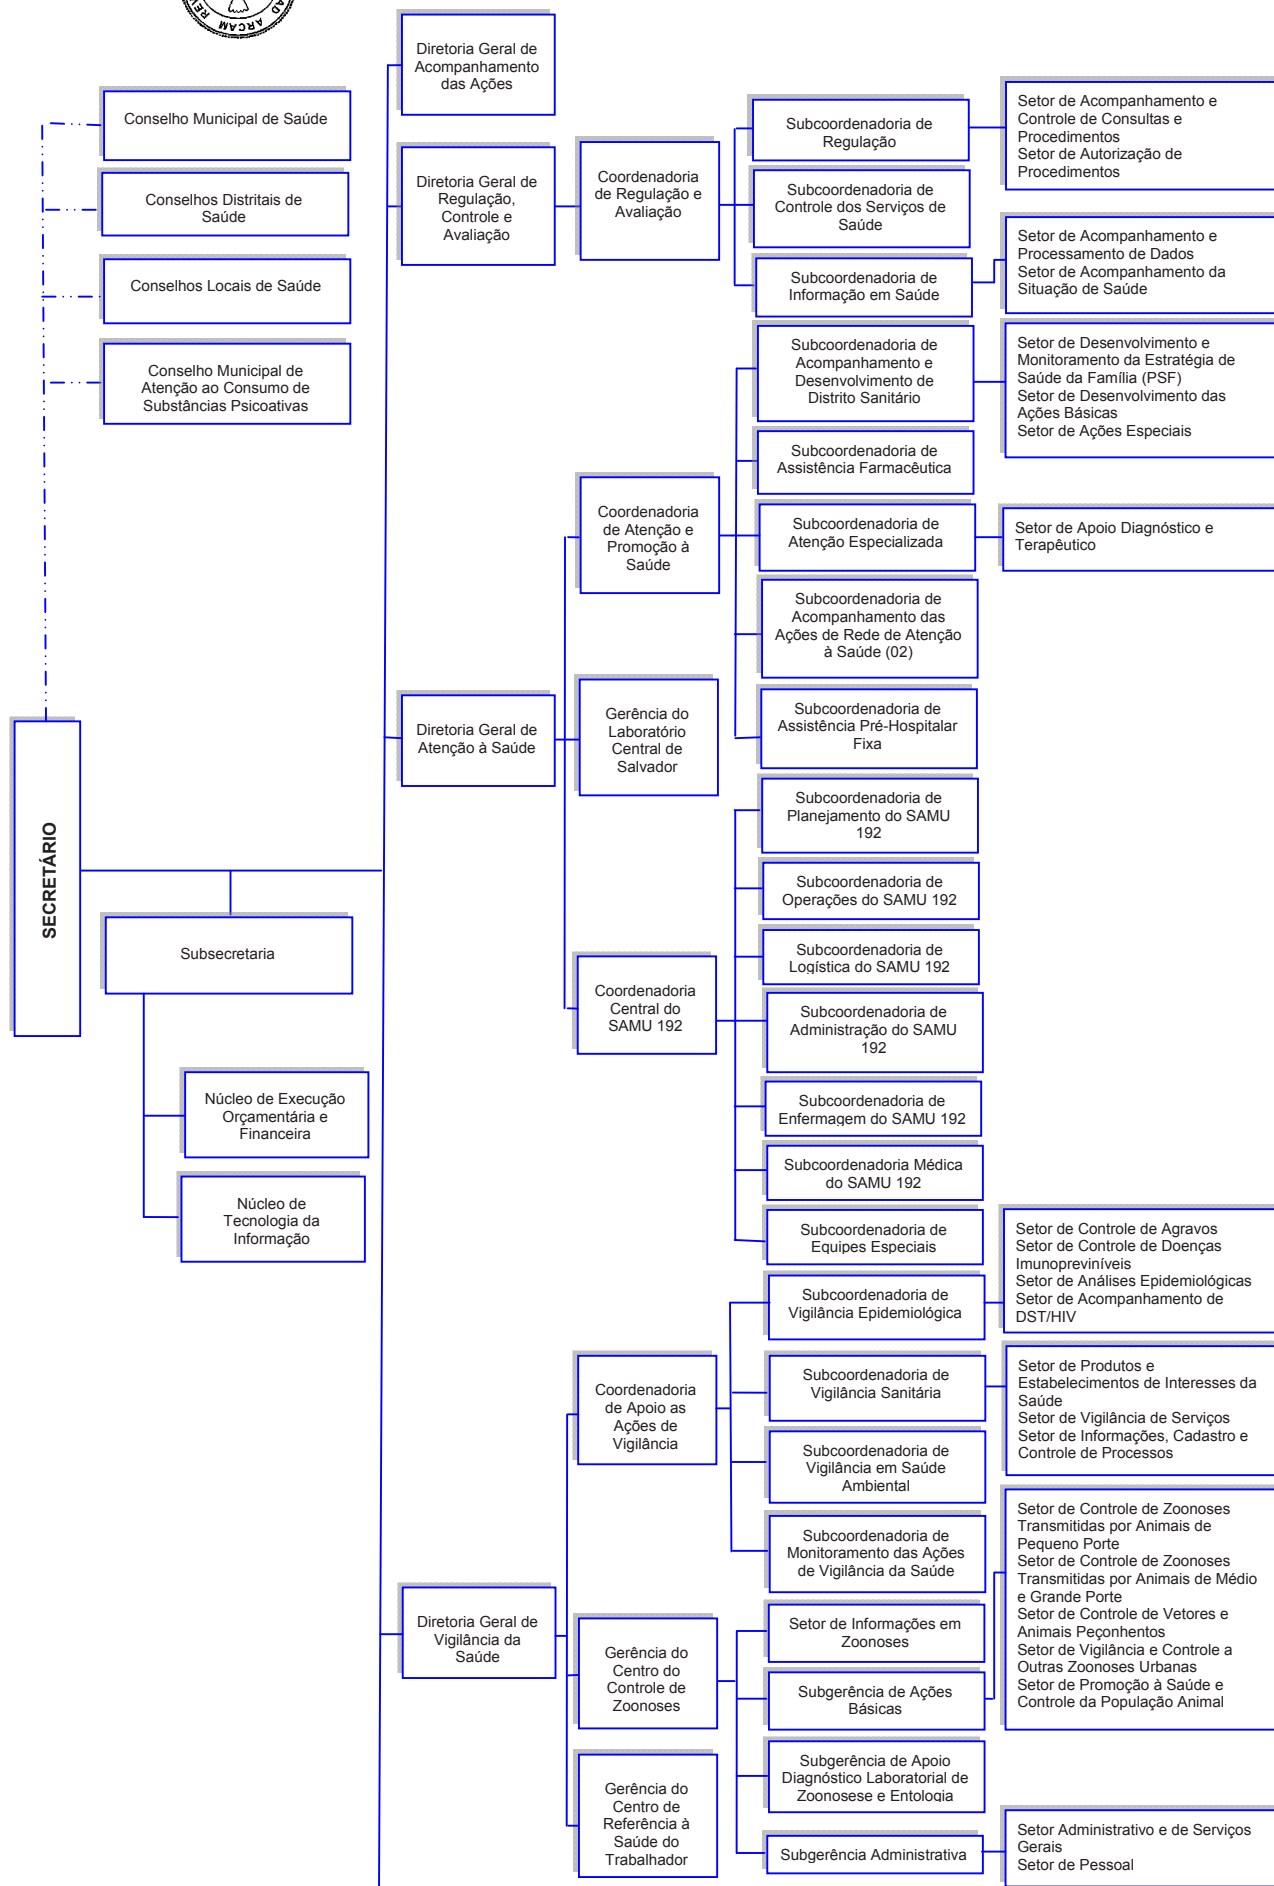 REV
MACRA DA
Diretoria Geral de
Acompanhamento
das Ações
Conselho Municipal de Saúde
Conselhos Distritais de
Saúde
Conselhos Locais de Saúde
Conselho Municipal de
Atenção ao Consumo de
Substâncias Psicoativas
Diretoria Geral de
Regulação,
Controle e
Avaliação
Coordenadoria
de Regulação e
Avaliação
Subcoordenadoria de
Regulação
Setor de Acompanhamento e
Controle de Consultas e
Procedimentos
Setor de Autorização de
Procedimentos
Subcoordenadoria de
Controle dos Serviços de
Saúde
Subcoordenadoria de
Informação em Saúde
Setor de Acompanhamento e
Processamento de Dados
Setor de Acompanhamento da
Situação de Saúde
SECRETÁRIO
Subsecretaria
Núcleo de Execução
Orçamentária e
Financeira
Núcleo de
Tecnologia da
Informação
Diretoria Geral de
Atenção à Saúde
Coordenadoria
de Atenção e
Promoção à
Saúde
Subcoordenadoria de
Acompanhamento e
Desenvolvimento de
Distrito Sanitário
Setor de Desenvolvimento e
Monitoramento da Estratégia de
Saúde da Família (PSF)
Setor de Desenvolvimento das
Ações Básicas
Setor de Ações Especiais
Subcoordenadoria de
Assistência Farmacêutica
Subcoordenadoria de
Atenção Especializada
Setor de Apoio Diagnóstico e
Terapêutico
Subcoordenadoria de
Acompanhamento das
Ações de Rede de Atenção
à Saúde (02)
Subcoordenadoria de
Assistência Pré-Hospitalar
Fixa
Gerência do
Laboratório
Central de
Salvador
Coordenadoria
Central do
SAMU 192
Subcoordenadoria de
Planejamento do SAMU
192
Subcoordenadoria de
Operações do SAMU 192
Subcoordenadoria de
Logística do SAMU 192
Subcoordenadoria de
Administração do SAMU
192
Subcoordenadoria de
Enfermagem do SAMU 192
Subcoordenadoria Médica
do SAMU 192
Subcoordenadoria de
Equipes Especiais
Diretoria Geral de
Vigilância da
Saúde
Coordenadoria
de Apoio as
Ações de
Vigilância
Subcoordenadoria de
Vigilância Epidemiológica
Setor de Controle de Agravos
Setor de Controle de Doenças
Imunopreviníveis
Setor de Análises Epidemiológicas
Setor de Acompanhamento de
DST/HIV
Subcoordenadoria de
Vigilância Sanitária
Setor de Produtos e
Estabelecimentos de Interesses da
Saúde
Setor de Vigilância de Serviços
Setor de Informações, Cadastro e
Controle de Processos
Subcoordenadoria de
Vigilância em Saúde
Ambiental
Subcoordenadoria de
Monitoramento das Ações
de Vigilância da Saúde
Gerência do
Centro do
Controle de
Zoonoses
Setor de Informações em
Zoonoses
Subgerência de Ações
Básicas
Setor de Controle de Zoonoses
Transmitidas por Animais de
Pequeno Porte
Setor de Controle de Zoonoses
Transmitidas por Animais de Médio
e Grande Porte
Setor de Controle de Vetores e
Animais Peçonhentos
Setor de Vigilância e Controle a
Outras Zoonoses Urbanas
Setor de Promoção à Saúde e
Controle da População Animal
Subgerência de Apoio
Diagnóstico Laboratorial de
Zoonosese e Entologia
Subgerência Administrativa
Setor Administrativo e de Serviços
Gerais
Setor de Pessoal
Gerência do
Centro de
Referência à
Saúde do
Trabalhador